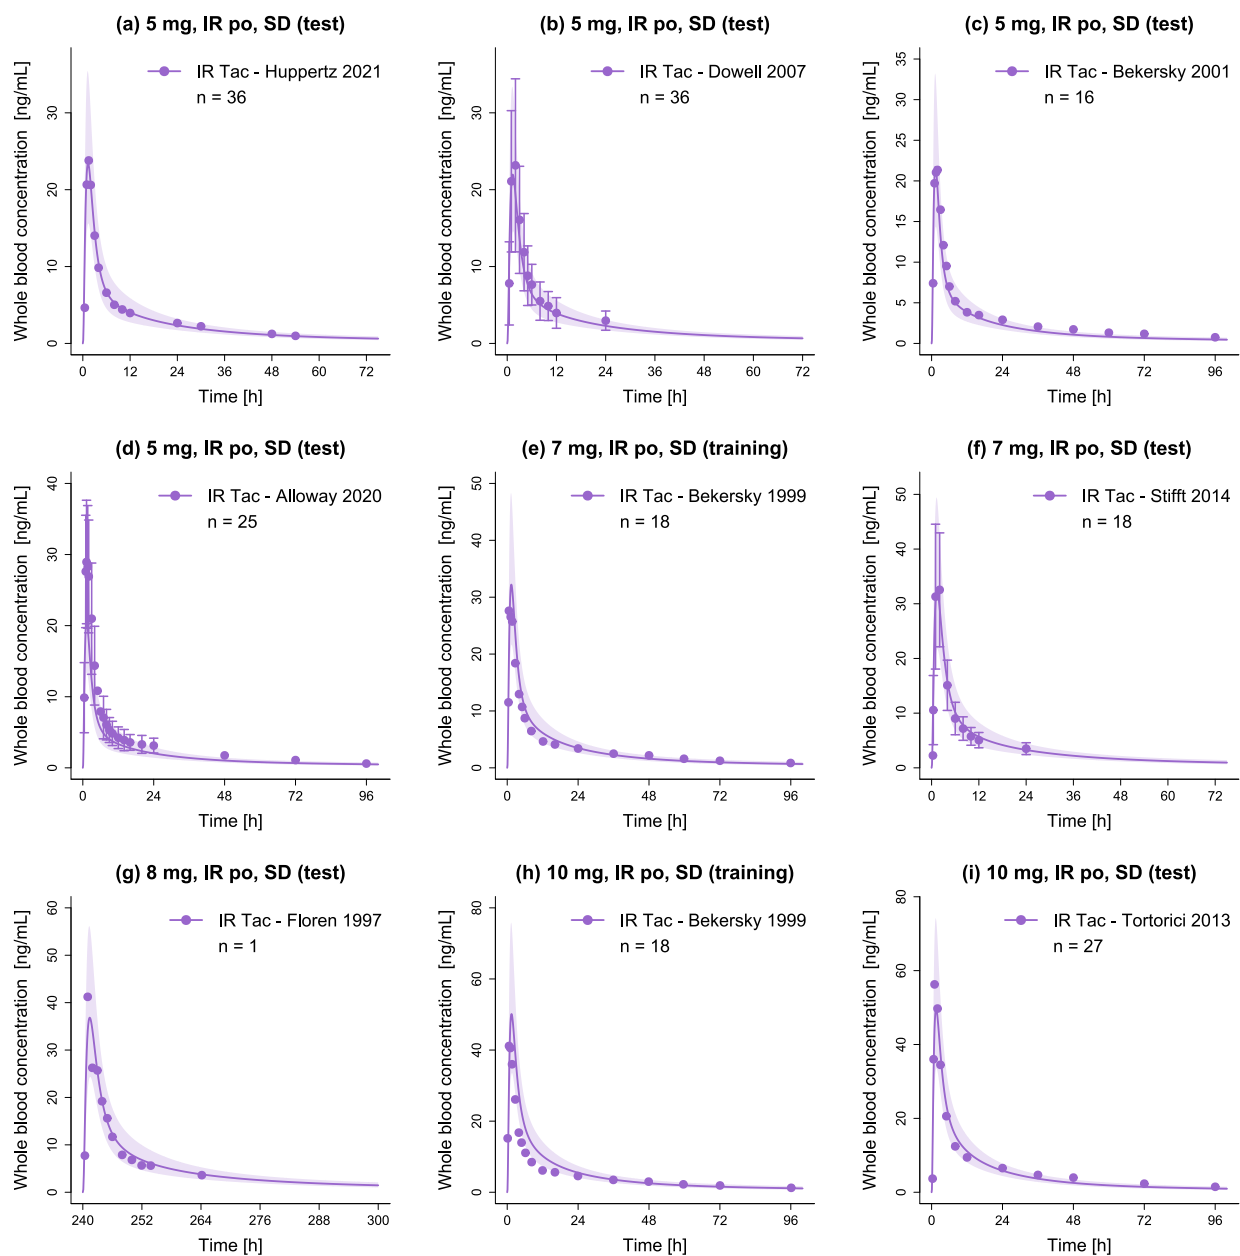 (a) 5 mg, IR po, SD (test)
Whole blood concentration [ng/mL]
IR Tac - Huppertz 2021
n = 36
30
20
10
0
0 12 24 36 48 60 72
Time [h]
(b) 5 mg, IR po, SD (test)
Whole blood concentration [ng/mL]
IR Tac - Dowell 2007
n = 36
30
20
10
0
0 12 24 36 48 60 72
Time [h]
(c) 5 mg, IR po, SD (test)
Whole blood concentration [ng/mL]
IR Tac - Bekersky 2001
n = 16
35
30
25
20
15
10
5
0
0 12 24 36 48 60 72 84 96
Time [h]
(d) 5 mg, IR po, SD (test)
Whole blood concentration [ng/mL]
IR Tac - Alloway 2020
n = 25
40
30
20
10
0
0 24 48 72 96
Time [h]
(e) 7 mg, IR po, SD (training)
Whole blood concentration [ng/mL]
IR Tac - Bekersky 1999
n = 18
50
40
30
20
10
0
0 24 48 72 96
Time [h]
(f) 7 mg, IR po, SD (test)
Whole blood concentration [ng/mL]
IR Tac - Stifft 2014
n = 18
50
40
30
20
10
0
0 12 24 36 48 60 72
Time [h]
(g) 8 mg, IR po, SD (test)
Whole blood concentration [ng/mL]
IR Tac - Floren 1997
n = 1
60
50
40
30
20
10
0
240 252 264 276 288 300
Time [h]
(h) 10 mg, IR po, SD (training)
Whole blood concentration [ng/mL]
IR Tac - Bekersky 1999
n = 18
80
60
40
20
0
0 24 48 72 96
Time [h]
(i) 10 mg, IR po, SD (test)
Whole blood concentration [ng/mL]
IR Tac - Tortorici 2013
n = 27
80
60
40
20
0
0 24 48 72 96
Time [h]